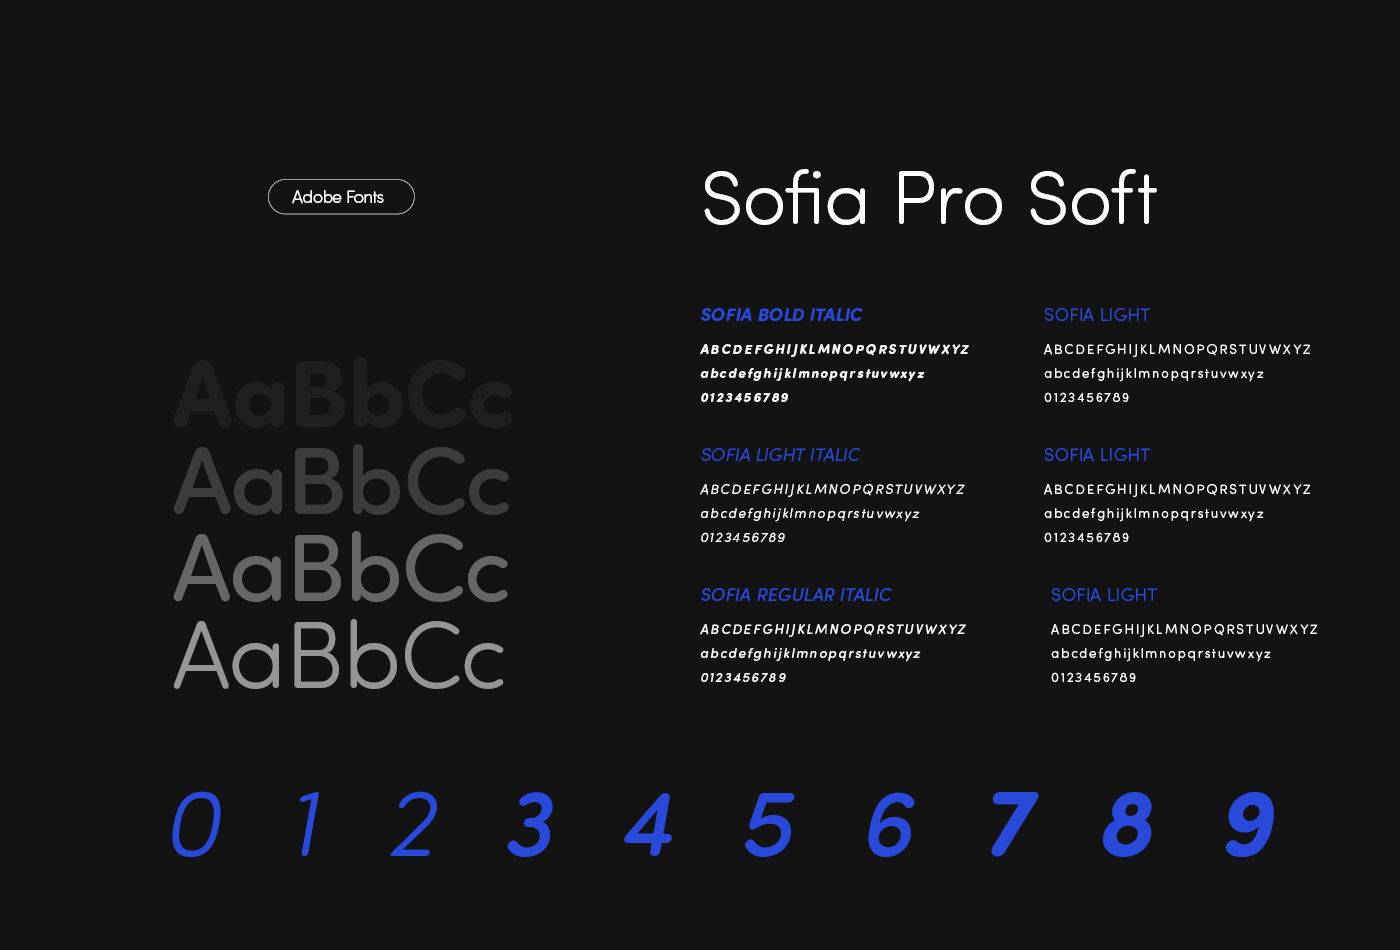 Adobe Fonts
Sofia Pro Soft
SOFIA BOLD ITALIC
ABCDEFGHIJKLMNOPQRSTUVWXYZ
abcdefghijklmnopqrstuvwxyz
0123456789
SOFIA LIGHT
ABCDEFGHIJKLMNOPQRSTUVWXYZ
abcdefghijklmnopqrstuvwxyz
0123456789
AaBbCc
AaBbCc
AaBbCc
AaBbCc
SOFIA LIGHT ITALIC
ABCDEFGHIJKLMNOPQRSTUVWXYZ
abcdefghijklmnopqrstuvwxyz
0123456789
SOFIA LIGHT
ABCDEFGHIJKLMNOPQRSTUVWXYZ
abcdefghijklmnopqrstuvwxyz
0123456789
SOFIA REGULAR ITALIC
ABCDEFGHIJKLMNOPQRSTUVWXYZ
abcdefghijklmnopqrstuvwxyz
0123456789
SOFIA LIGHT
ABCDEFGHIJKLMNOPQRSTUVWXYZ
abcdefghijklmnopqrstuvwxyz
0123456789
0 1 2 3 4 5 6 7 8 9